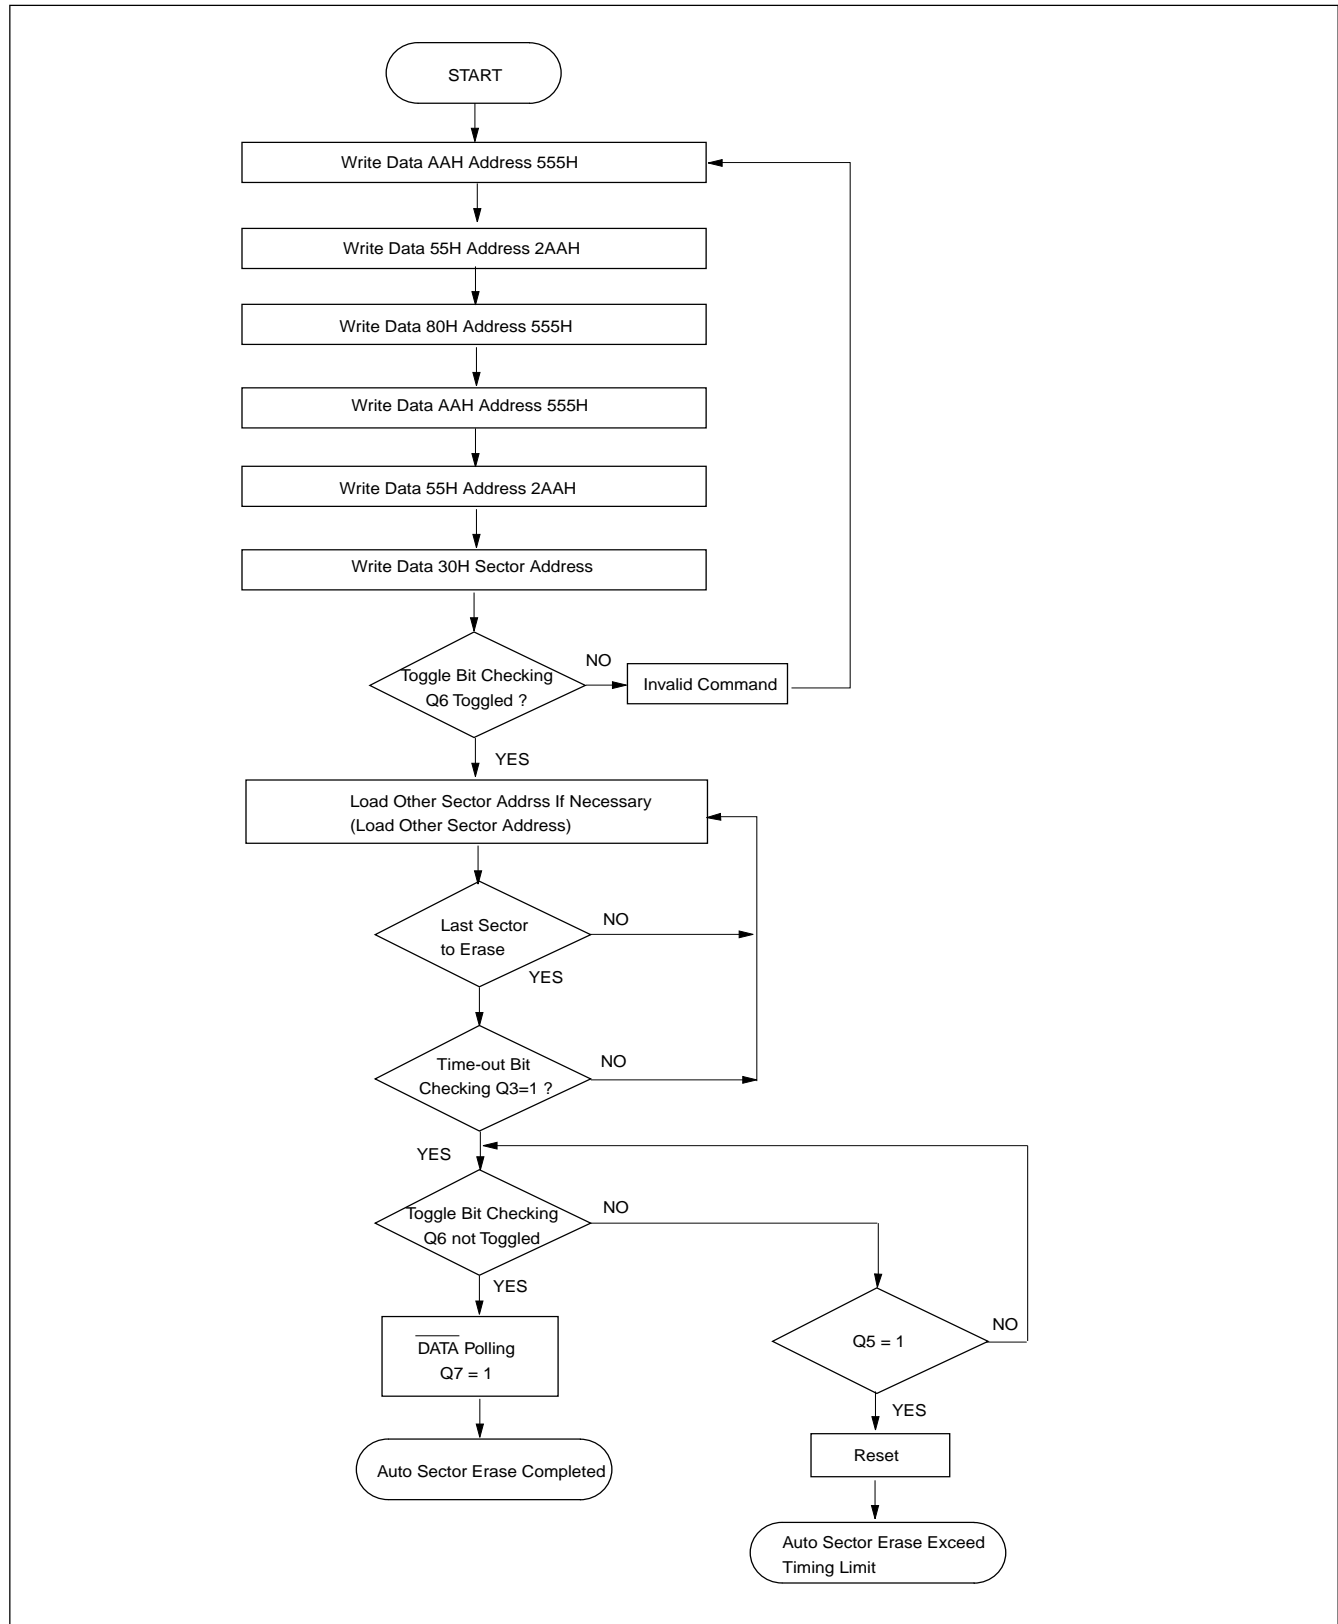 START
Write Data AAH Address 555H
Write Data 55H Address 2AAH
Write Data 80H Address 555H
Write Data AAH Address 555H
Write Data 55H Address 2AAH
Write Data 30H Sector Address
Toggle Bit Checking
Q6 Toggled ?
NO
Invalid Command
YES
Load Other Sector Addrss If Necessary
(Load Other Sector Address)
Last Sector
to Erase
NO
YES
Time-out Bit
Checking Q3=1 ?
NO
YES
Toggle Bit Checking
Q6 not Toggled
NO
YES
DATA Polling
Q7 = 1
Q5 = 1
NO
YES
Auto Sector Erase Completed
Reset
Auto Sector Erase Exceed
Timing Limit